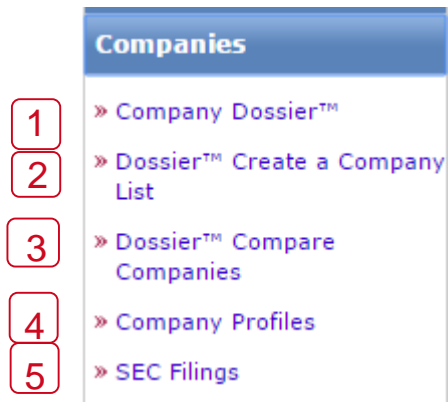 Companies
1 » Company Dossier™
2 » Dossier™ Create a Company
List
3 » Dossier™ Compare
Companies
4 » Company Profiles
5 » SEC Filings